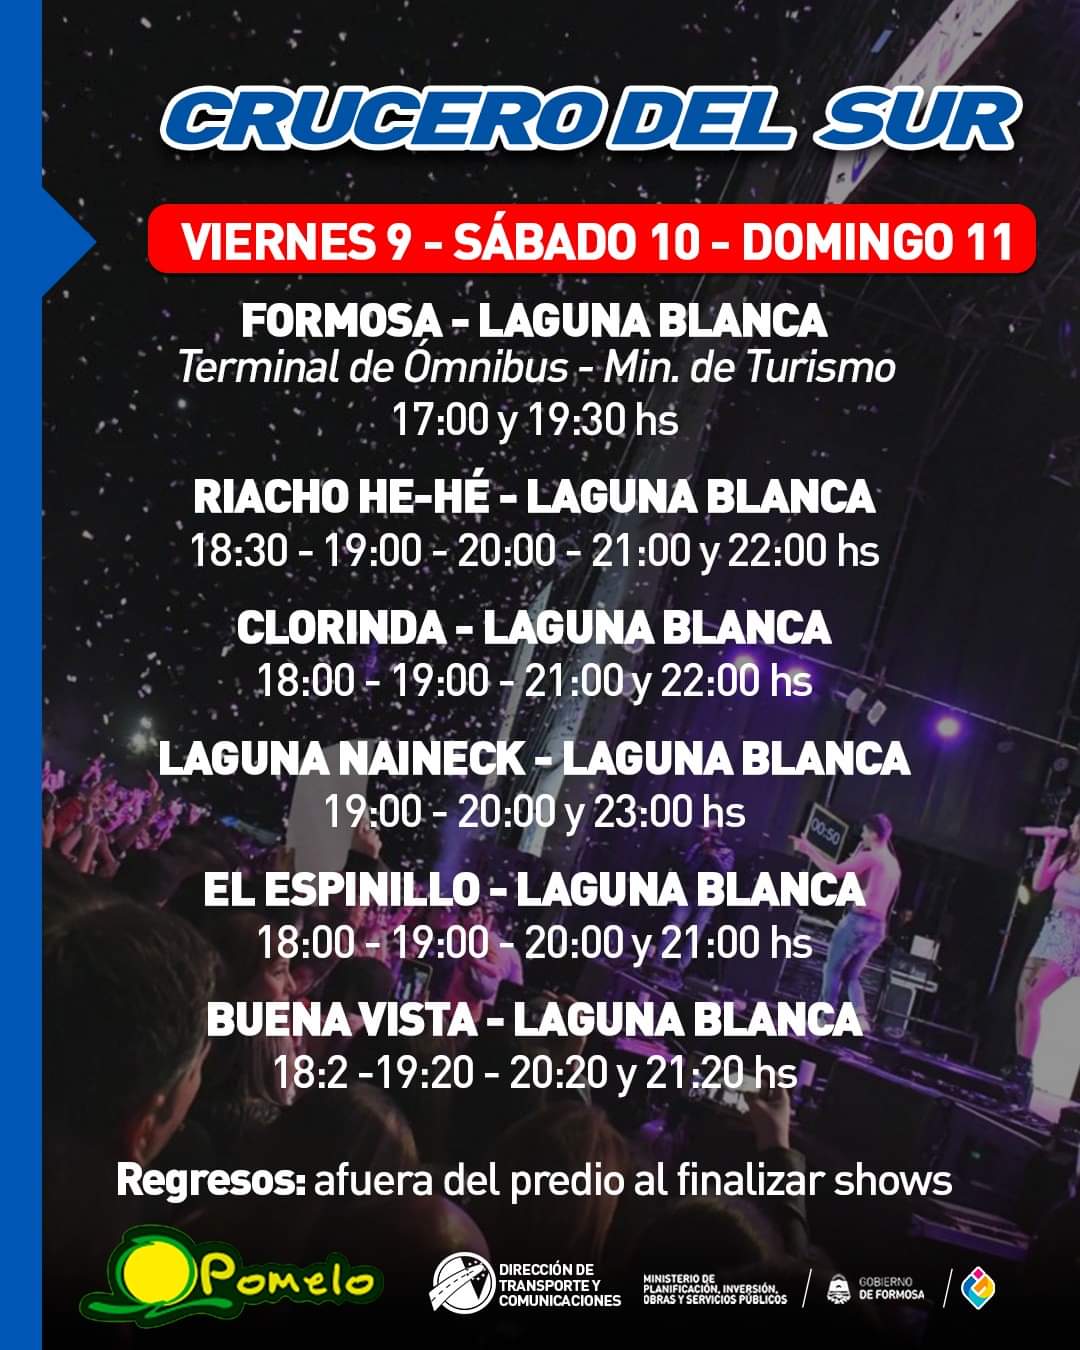 CRUCERO DEL SUR
VIERNES 9 - SÁBADO 10 - DOMINGO 11
FORMOSA - LAGUNA BLANCA
Terminal de Ómnibus - Min. de Turismo
17:00 y 19:30 hs
RIACHO HE-HÉ - LAGUNA BLANCA
18:30 - 19:00 - 20:00 - 21:00 y 22:00 hs
CLORINDA - LAGUNA BLANCA
18:00 - 19:00 - 21:00 y 22:00 hs
LAGUNA NAINECK - LAGUNA BLANCA
19:00 - 20:00 y 23:00 hs
00:50
EL ESPINILLO - LAGUNA BLANCA
18:00 - 19:00 - 20:00 y 21:00 hs
BUENA VISTA - LAGUNA BLANCA
18:2 -19:20 - 20:20 y 21:20 hs
Regresos: afuera del predio al finalizar shows
Pomelo
DIRECCIÓN DE
TRANSPORTE Y
COMUNICACIONES
MINISTERIO DE
PLANIFICACIÓN, INVERSIÓN,
OBRAS Y SERVICIOS PÚBLICOS
GOBIERNO
DE FORMOSA